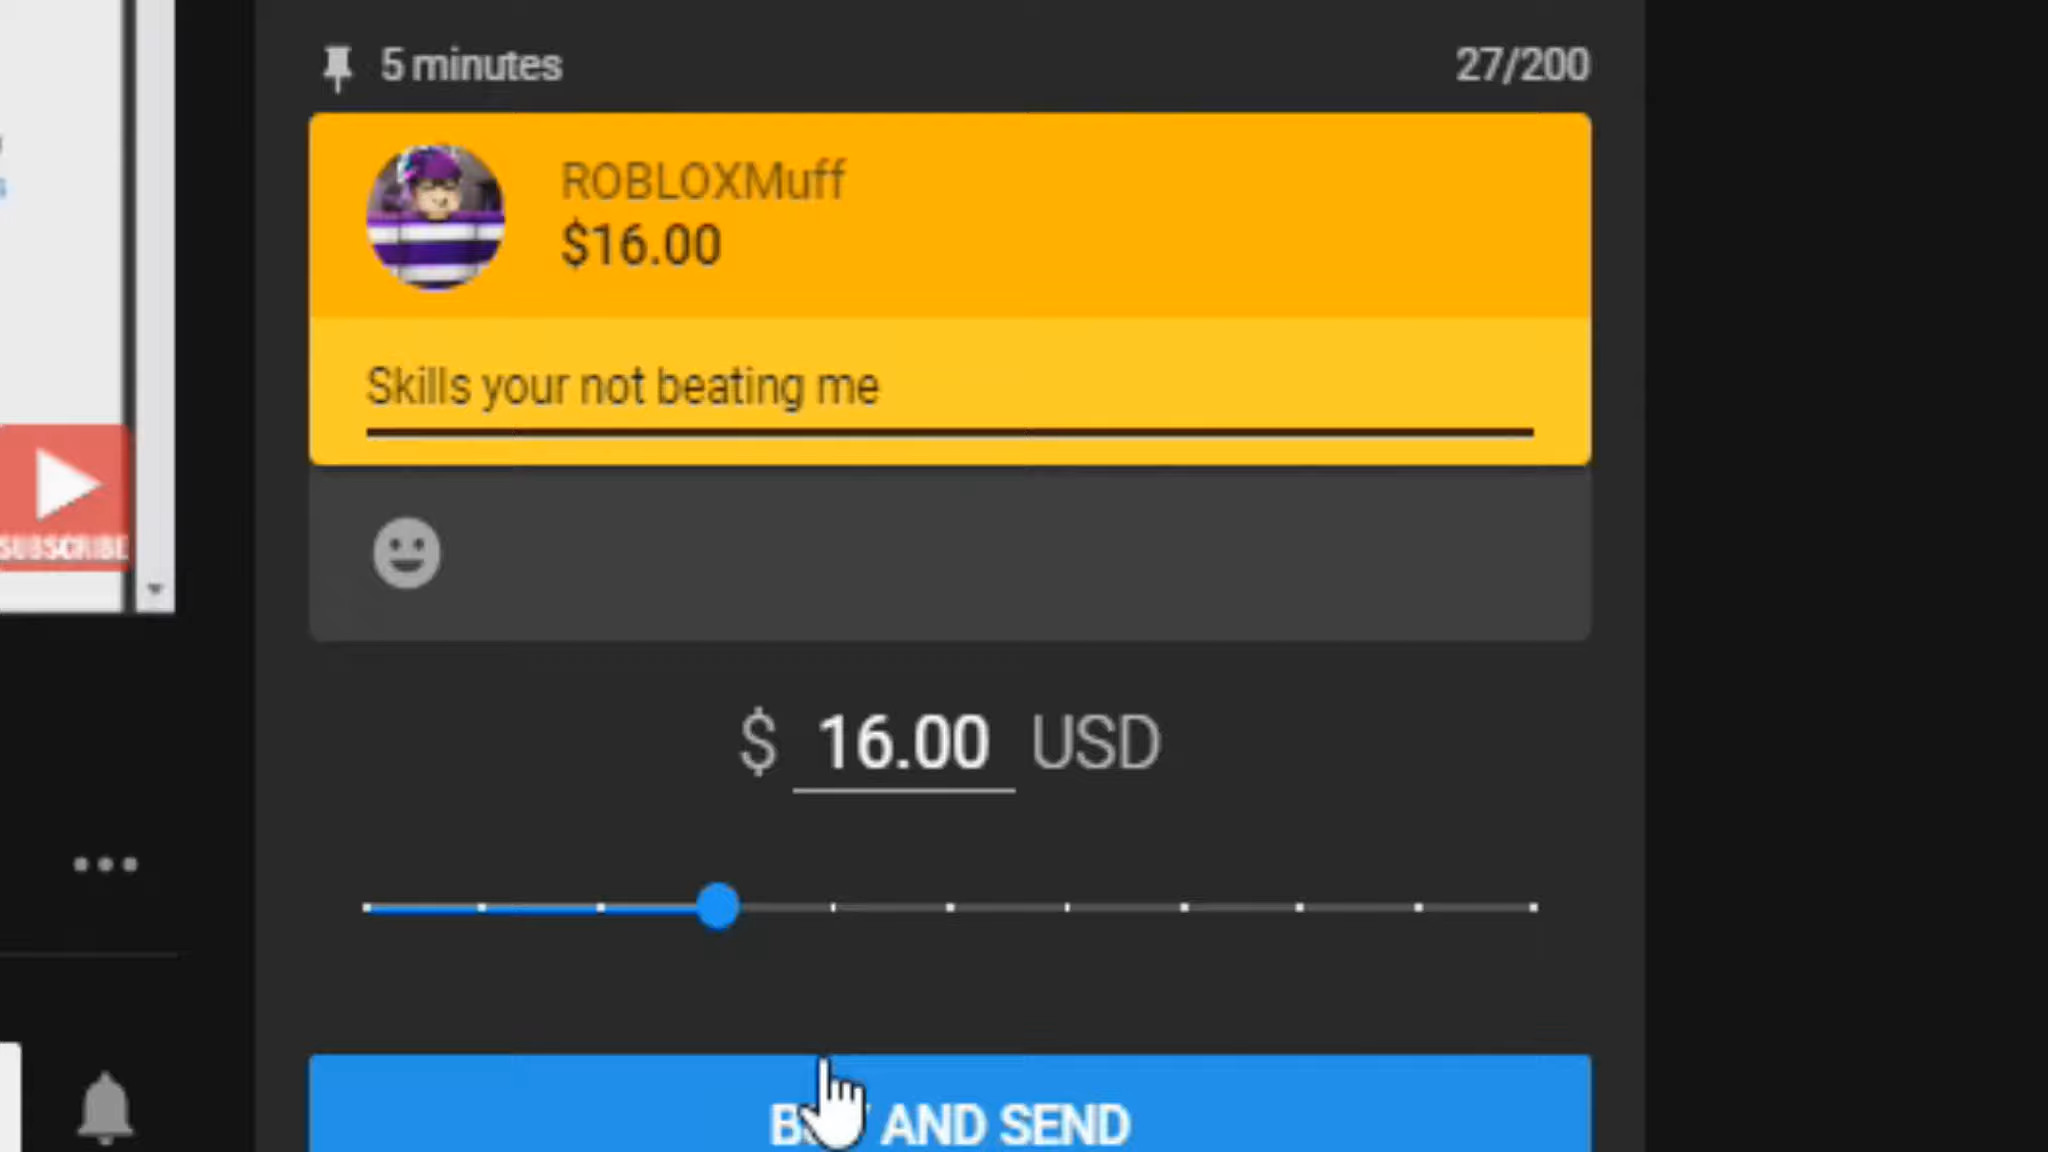 5 minutes
27/200
ROBLOXMuff
$16.00
Skills your not beating me
SUBSCRIBE
$ 16.00 USD
AND SEND